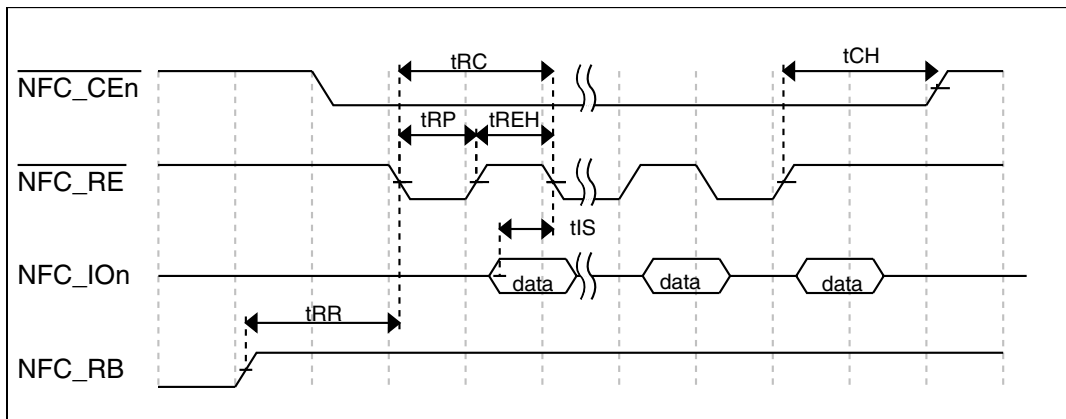 tRC
tCH
NFC_CEn
tRP
tREH
NFC_RE
tIS
NFC_IOn
data
data
data
tRR
NFC_RB